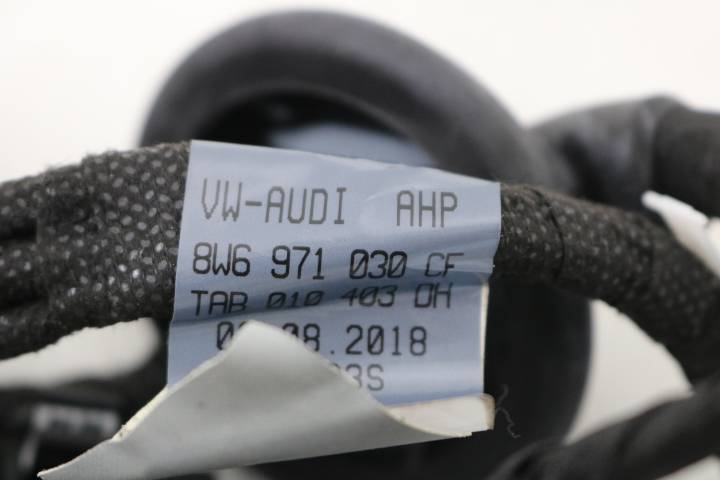 VW-AUDI AHP
8W6 971 030 CF
TAB 010 403 DH
08.2018